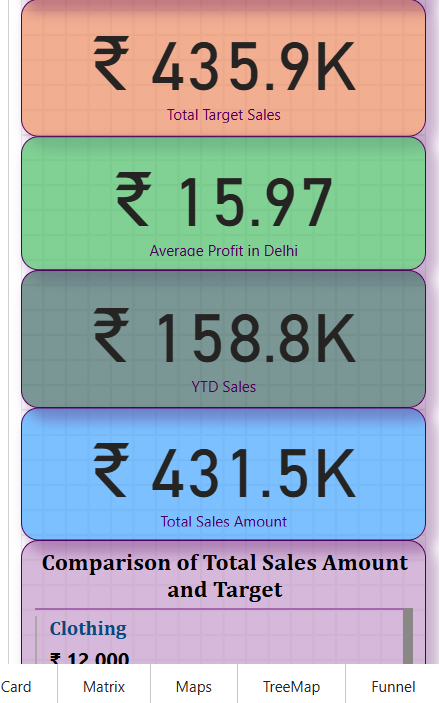 ₹ 435.9K
Total Target Sales
₹ 15.97
Average Profit in Delhi
₹ 158.8K
YTD Sales
₹ 431.5K
Total Sales Amount
Comparison of Total Sales Amount
and Target
Clothing
₹ 12,000
Card Matrix Maps TreeMap Funnel